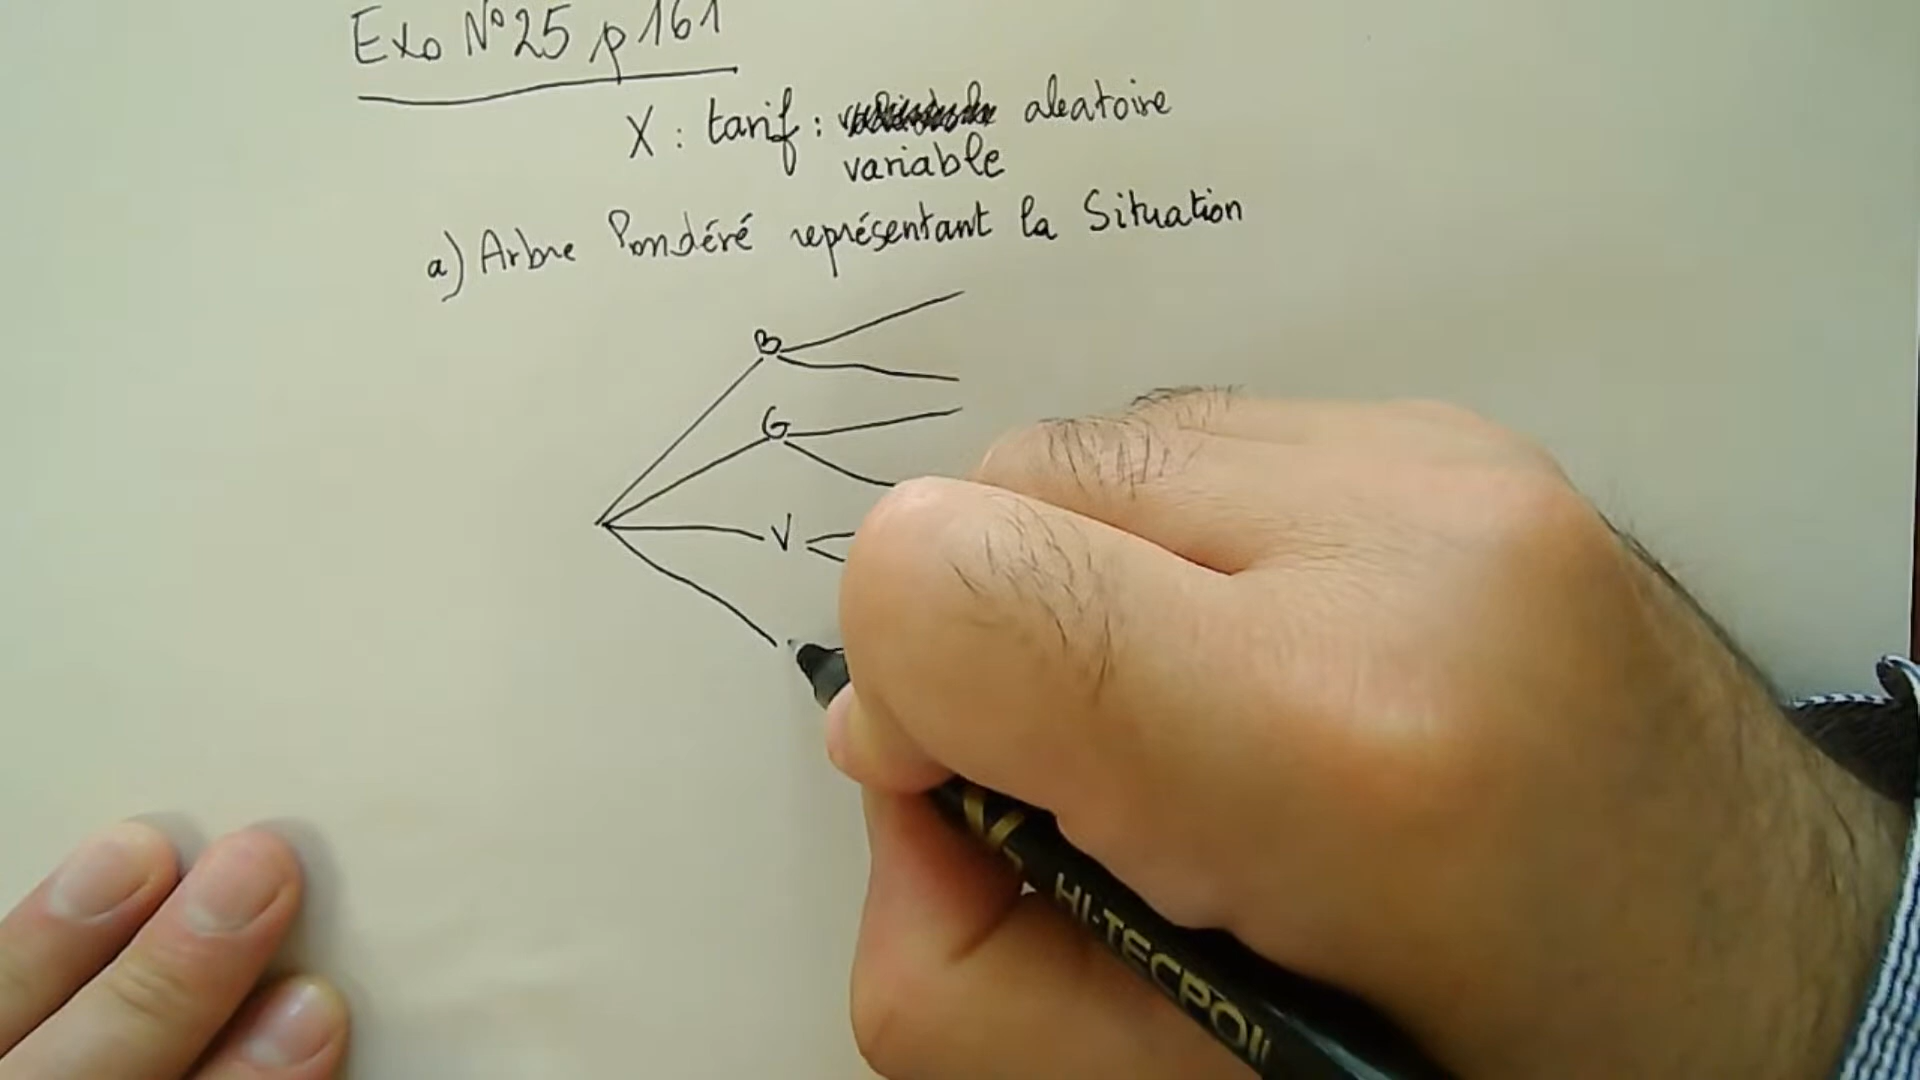 Exo N°25 p 161
X : tarif : aleatoire
variable
a) Arbre Pondéré représentant la Situation
B
G
V
HI-TECPOI